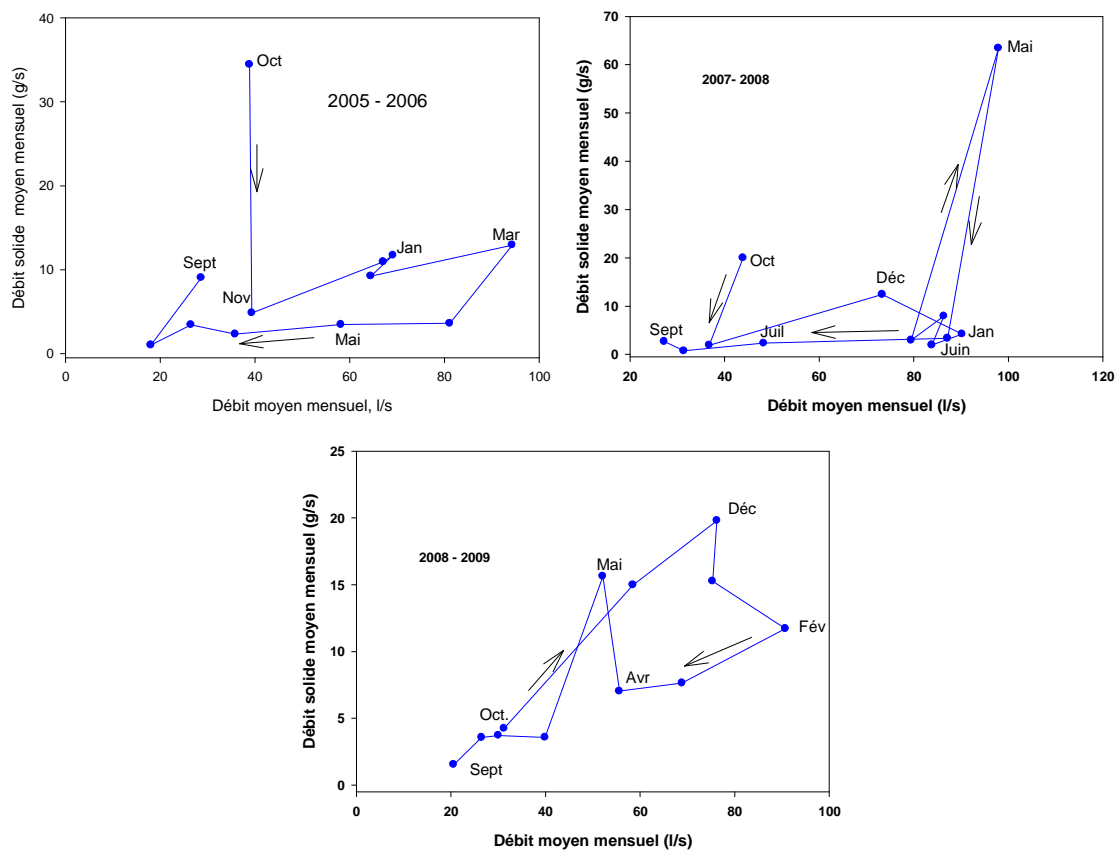 40
30
20
10
0
Débit solide moyen mensuel (g/s)
2005 - 2006
Oct
Sept
Nov
Jan
Mar
Mai
0 20 40 60 80 100
Débit moyen mensuel, l/s
70
60
50
40
30
20
10
0
Débit solide moyen mensuel (g/s)
2007- 2008
Mai
Oct
Déc
Sept
Juil
Jan
Juin
20 40 60 80 100 120
Débit moyen mensuel (l/s)
25
20
15
10
5
0
Débit solide moyen mensuel (g/s)
2008 - 2009
Déc
Mai
Fév
Avr
Oct.
Sept
0 20 40 60 80 100
Débit moyen mensuel (l/s)